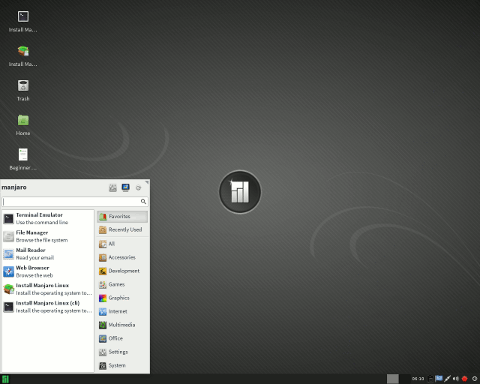 Install Ma...
Install Ma...
Trash
Home
Beginner ...
manjaro
Terminal Emulator
Use the command line
File Manager
Browse the file system
Mail Reader
Read your email
Web Browser
Browse the web
Install Manjaro Linux
Install the operating system to...
Install Manjaro Linux (cli)
Install the operating system to...
Favorites
Recently Used
All
Accessories
Development
Games
Graphics
Internet
Multimedia
Office
Settings
System